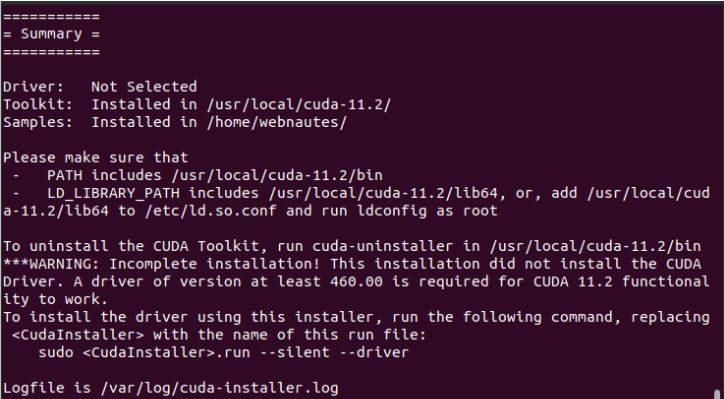 ===========
= Summary =
===========
Driver:   Not Selected
Toolkit:  Installed in /usr/local/cuda-11.2/
Samples:  Installed in /home/webnautes/
Please make sure that
 -   PATH includes /usr/local/cuda-11.2/bin
 -   LD_LIBRARY_PATH includes /usr/local/cuda-11.2/lib64, or, add /usr/local/cud
a-11.2/lib64 to /etc/ld.so.conf and run ldconfig as root
To uninstall the CUDA Toolkit, run cuda-uninstaller in /usr/local/cuda-11.2/bin
***WARNING: Incomplete installation! This installation did not install the CUDA
Driver. A driver of version at least 460.00 is required for CUDA 11.2 functional
ity to work.
To install the driver using this installer, run the following command, replacing
 <CudaInstaller> with the name of this run file:
    sudo <CudaInstaller>.run --silent --driver
Logfile is /var/log/cuda-installer.log